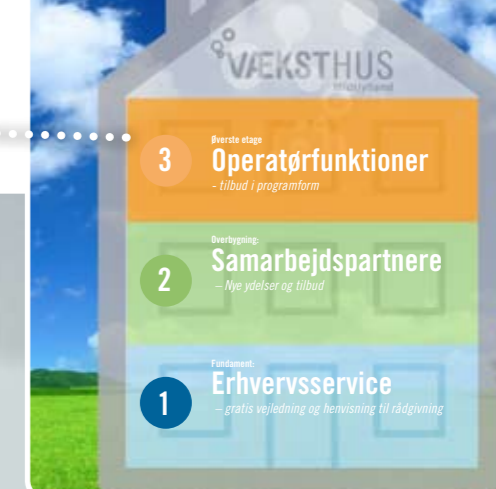 VÆKSTHUS
Midtjylland
Øverste etage
3
Operatørfunktioner
- tilbud i programform
Overbygning:
2
Samarbejdspartnere
– Nye ydelser og tilbud
Fundament:
1
Erhvervsservice
– gratis vejledning og henvisning til rådgivning